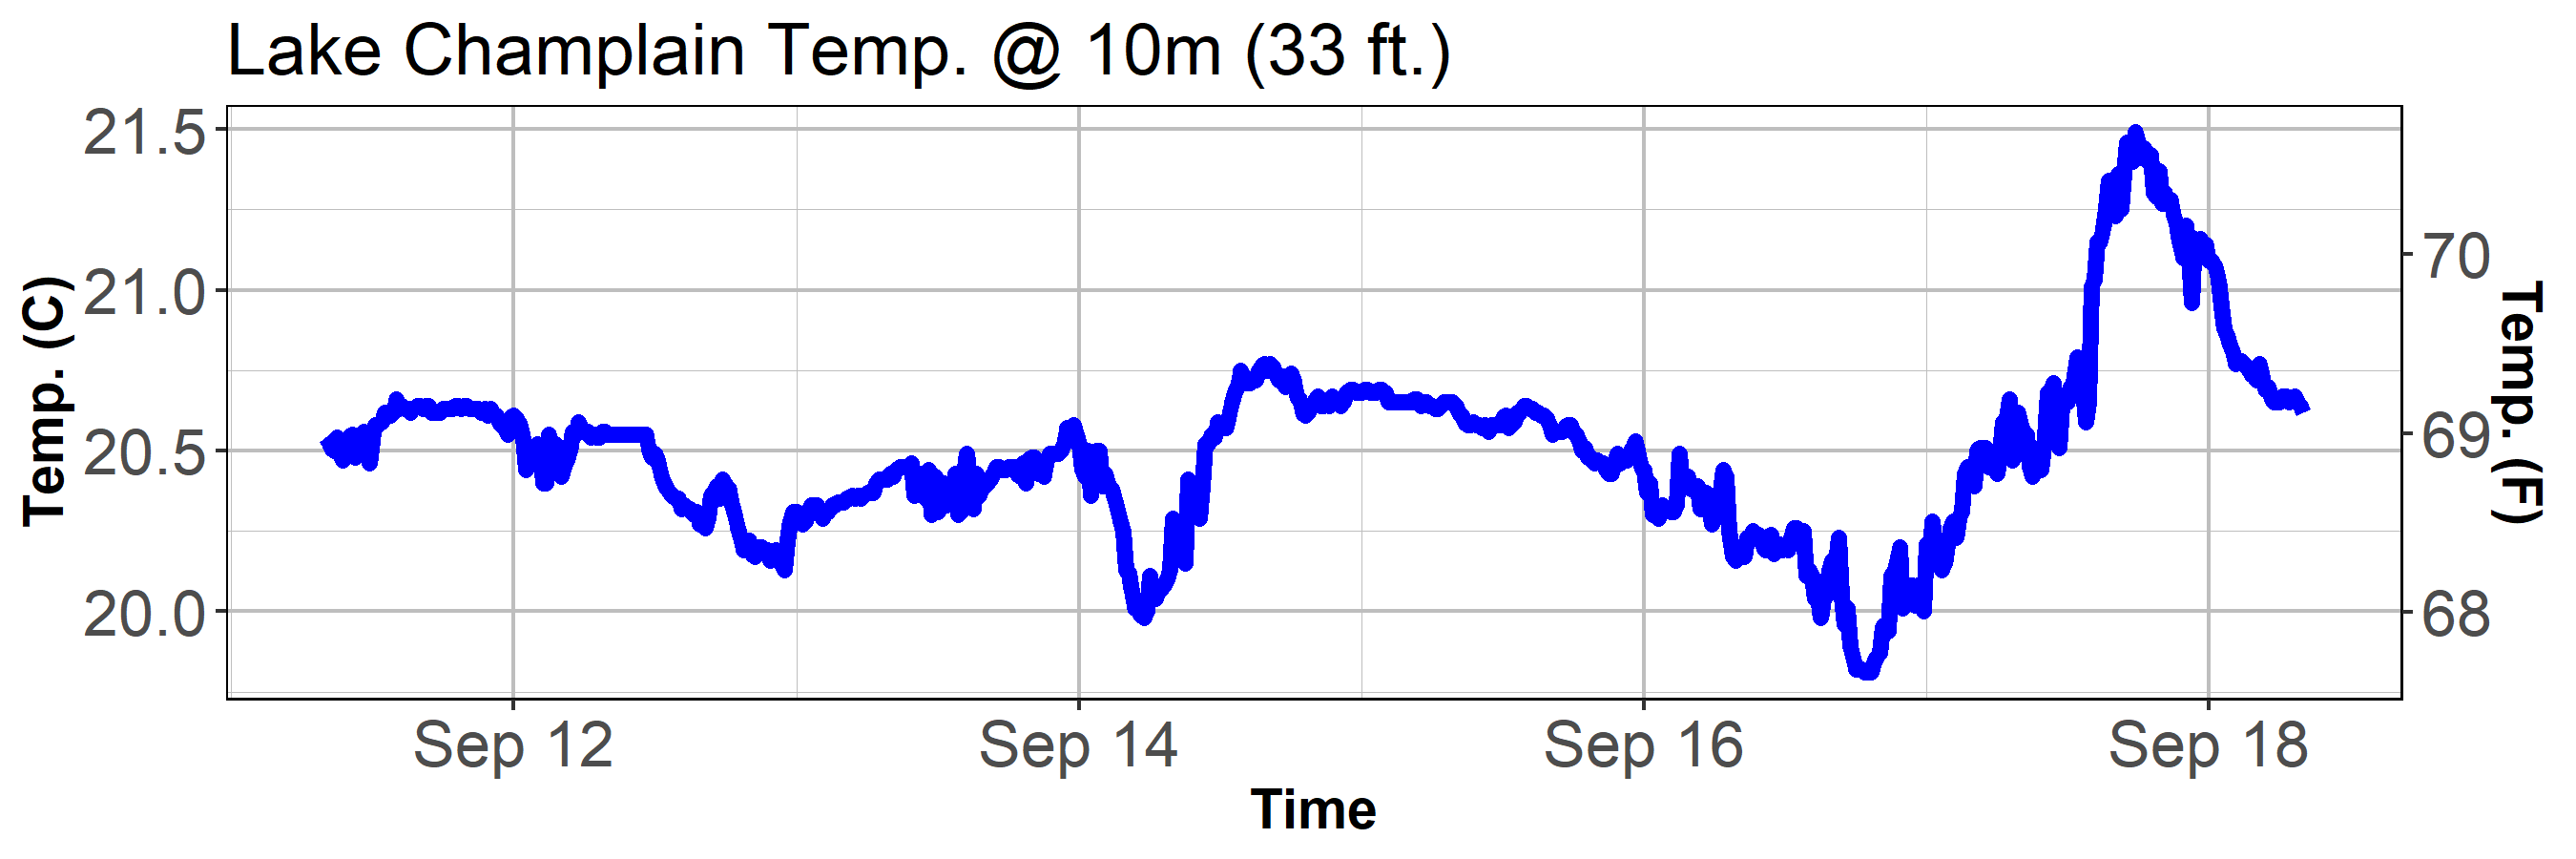 Lake Champlain Temp. @ 10m (33 ft.)
21.5
21.0
20.5
20.0
Temp. (C)
70
69
68
Temp. (F)
Sep 12
Sep 14
Sep 16
Sep 18
Time